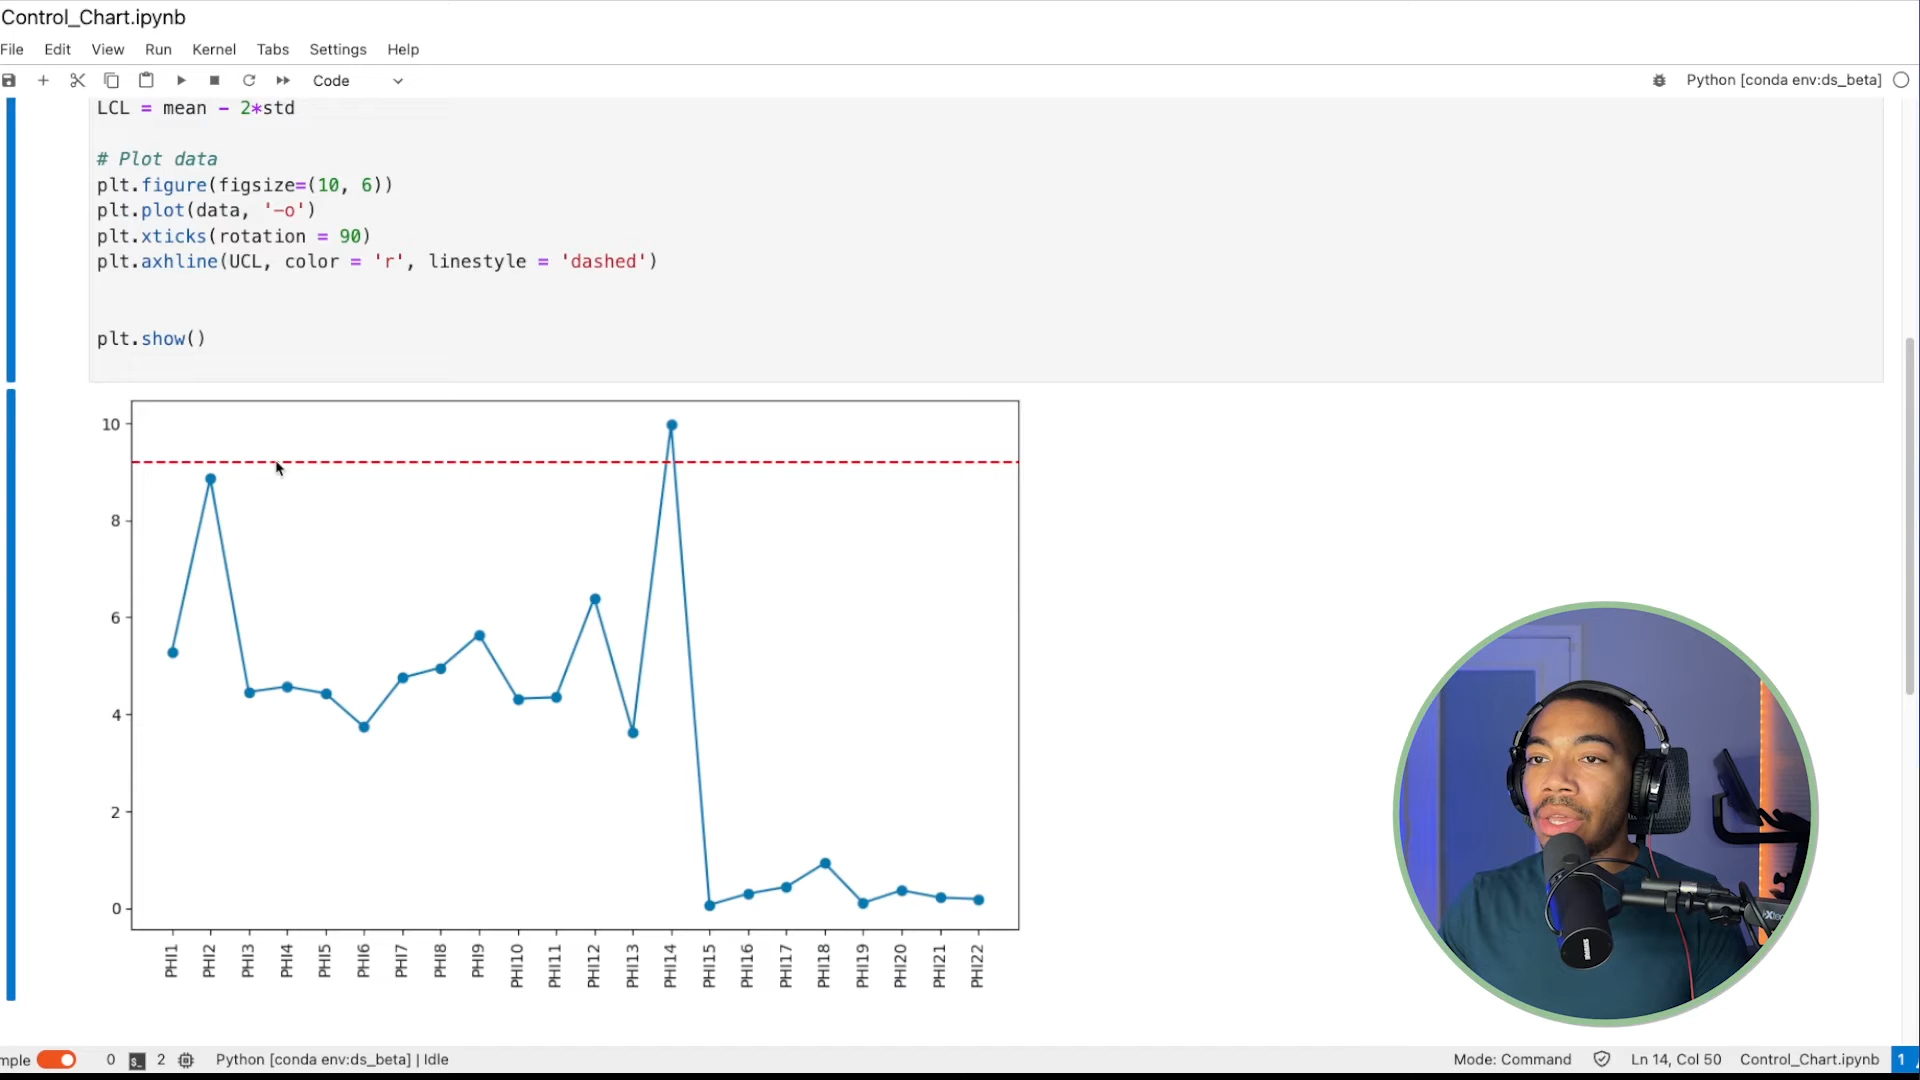 Control_Chart.ipynb
File Edit View Run Kernel Tabs Settings Help
Code
Python [conda env:ds_beta]
LCL = mean - 2*std
# Plot data
plt.figure(figsize=(10, 6))
plt.plot(data, '-o')
plt.xticks(rotation = 90)
plt.axhline(UCL, color = 'r', linestyle = 'dashed')
plt.show()
10
8
6
4
2
0
PHI1 PHI2 PHI3 PHI4 PHI5 PHI6 PHI7 PHI8 PHI9 PHI10 PHI11 PHI12 PHI13 PHI14 PHI15 PHI16 PHI17 PHI18 PHI19 PHI20 PHI21 PHI22
SHURE
mple 0 $_ 2 Python [conda env:ds_beta] | Idle Mode: Command Ln 14, Col 50 Control_Chart.ipynb 1